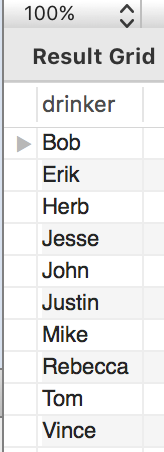 100%
Result Grid
drinker
Bob
Erik
Herb
Jesse
John
Justin
Mike
Rebecca
Tom
Vince